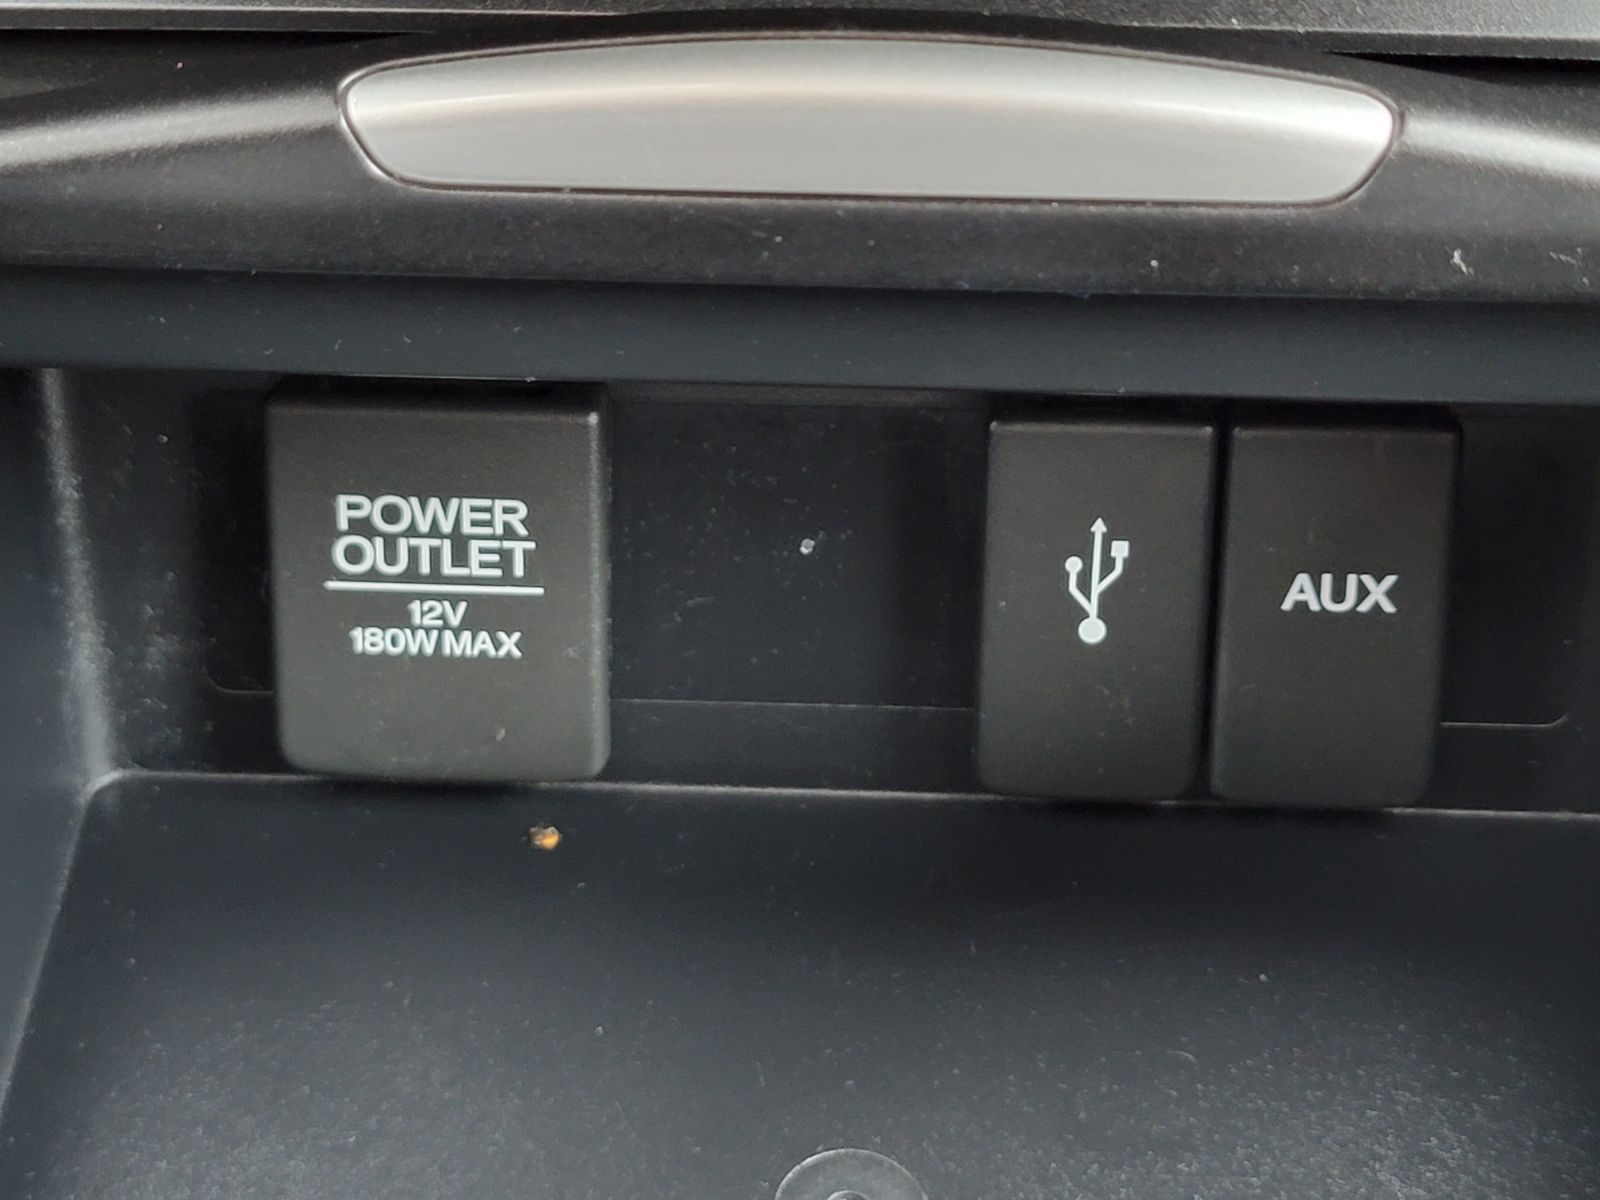 POWER
OUTLET
12V
180W MAX
AUX